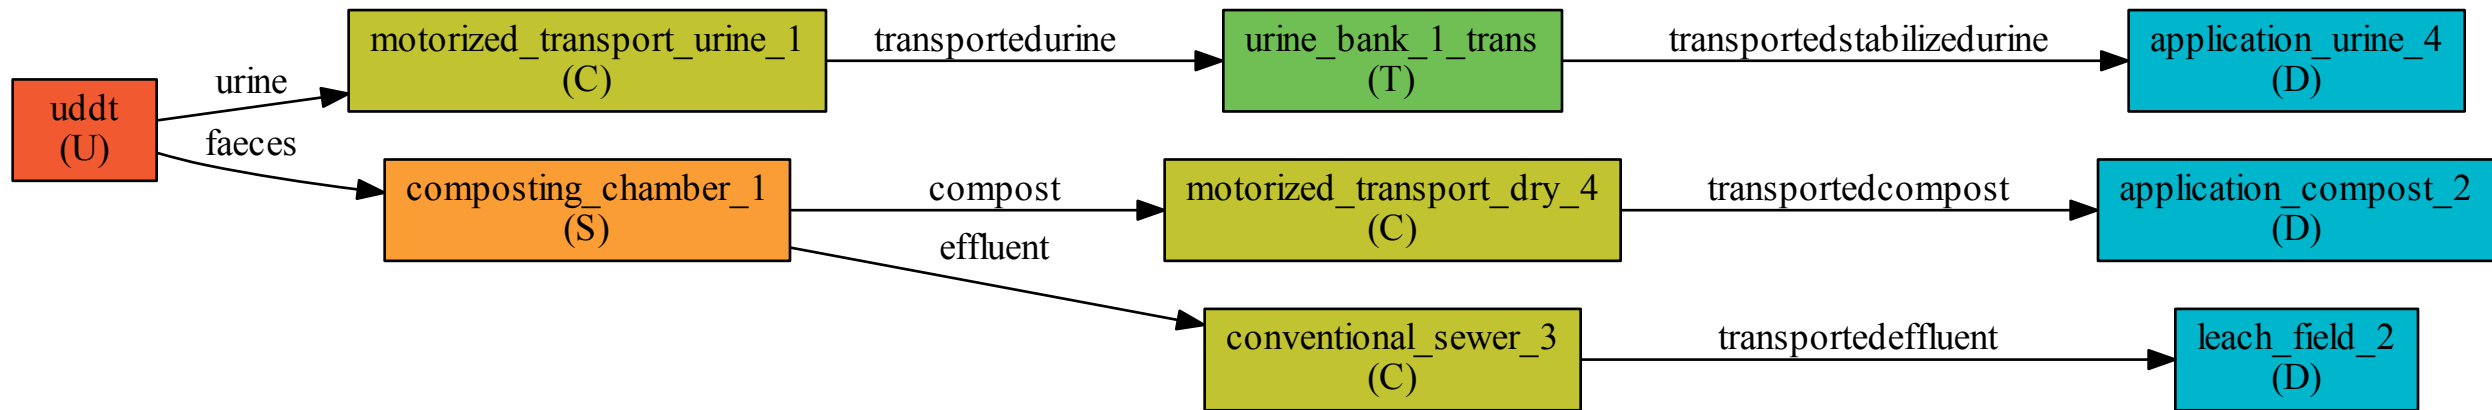 uddt
(U)
urine
faeces
motorized_transport_urine_1
(C)
transportedurine
urine_bank_1_trans
(T)
transportedstabilizedurine
application_urine_4
(D)
composting_chamber_1
(S)
compost
motorized_transport_dry_4
(C)
transportedcompost
application_compost_2
(D)
effluent
conventional_sewer_3
(C)
transportedeffluent
leach_field_2
(D)